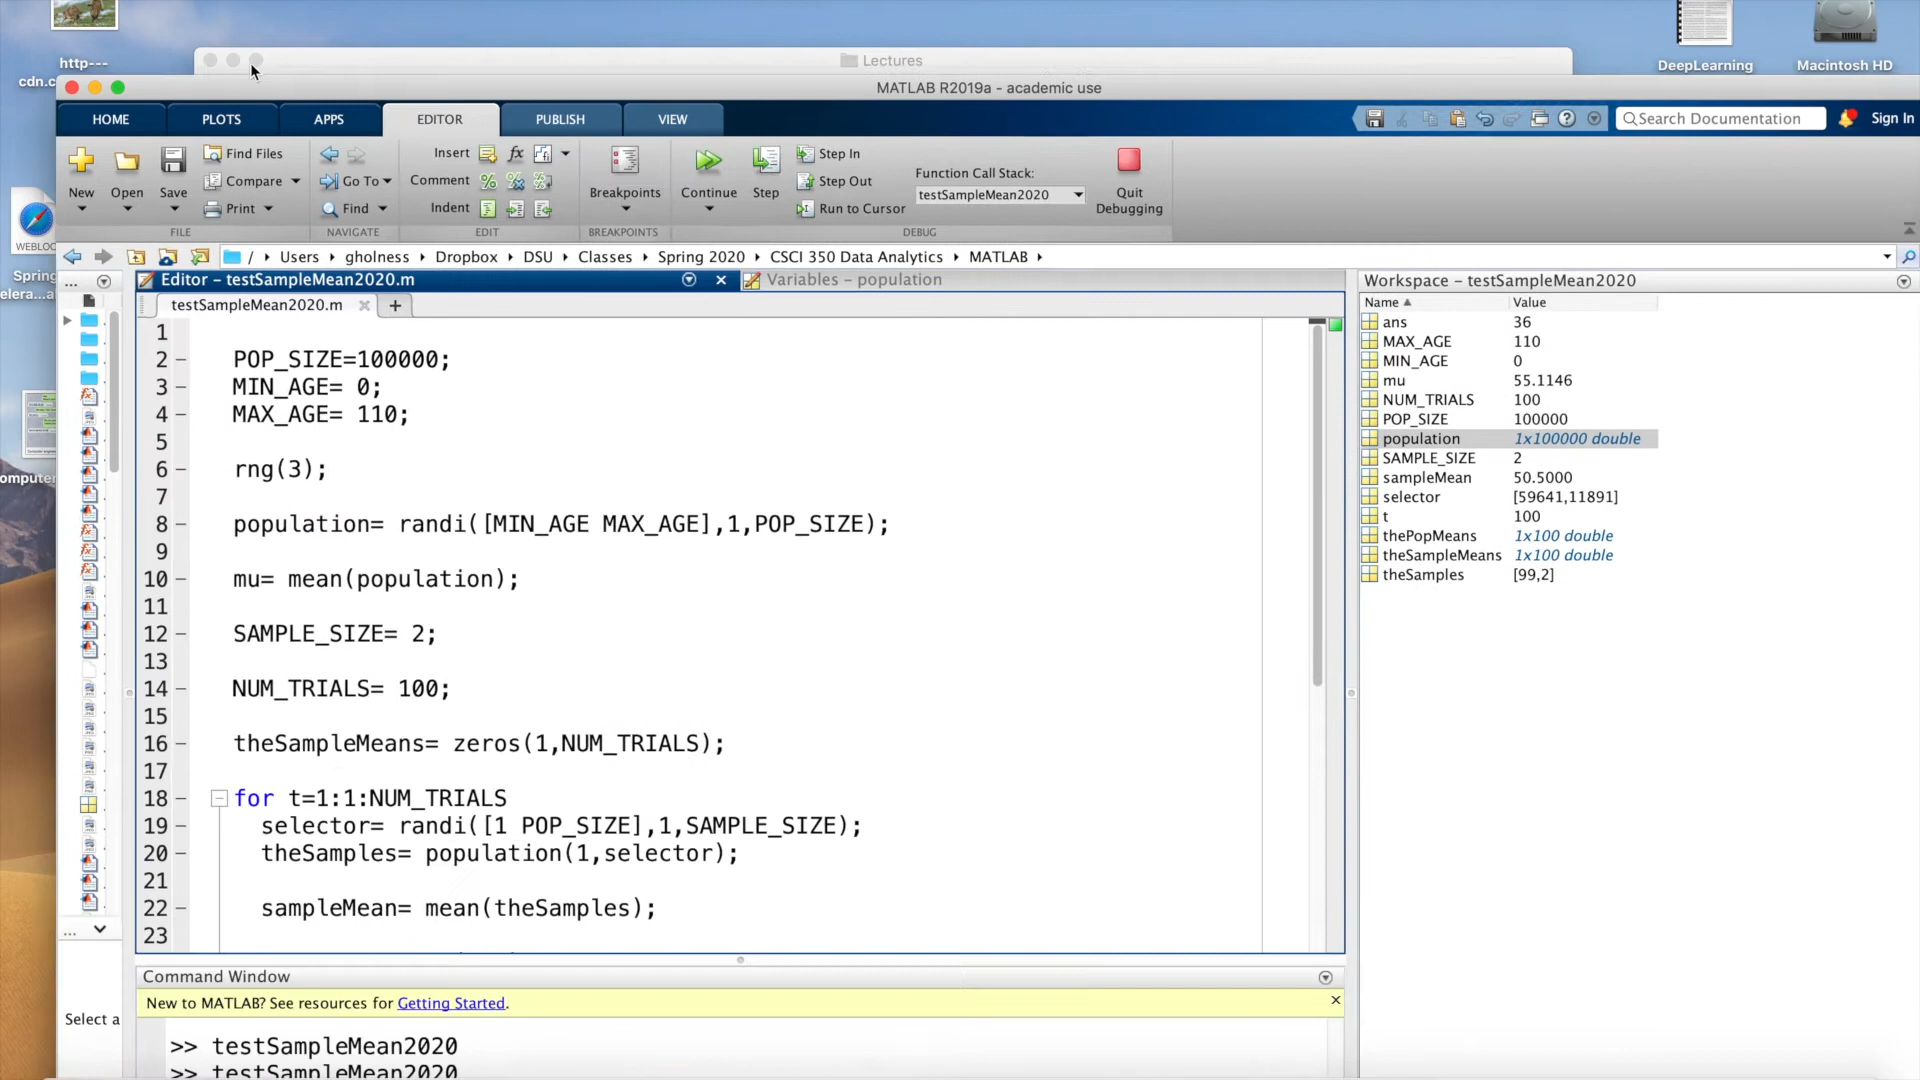 http---
cdn.c
Lectures
DeepLearning
Macintosh HD
MATLAB R2019a - academic use
HOME
PLOTS
APPS
EDITOR
PUBLISH
VIEW
Search Documentation
Sign In
New
Open
Save
Find Files
Compare
Print
FILE
Go To
Find
NAVIGATE
Insert
fx
Comment
Indent
EDIT
Breakpoints
BREAKPOINTS
Continue
Step
Step In
Step Out
Run to Cursor
Function Call Stack:
testSampleMean2020
DEBUG
Quit
Debugging
WEBLOC
Spring
elera...a
omputer
/ Users gholness Dropbox DSU Classes Spring 2020 CSCI 350 Data Analytics MATLAB
Editor - testSampleMean2020.m
Variables - population
testSampleMean2020.m
1
2 - POP_SIZE=100000;
3 - MIN_AGE= 0;
4 - MAX_AGE= 110;
5
6 - rng(3);
7
8 - population= randi([MIN_AGE MAX_AGE],1,POP_SIZE);
9
10 - mu= mean(population);
11
12 - SAMPLE_SIZE= 2;
13
14 - NUM_TRIALS= 100;
15
16 - theSampleMeans= zeros(1,NUM_TRIALS);
17
18 - for t=1:1:NUM_TRIALS
19 - selector= randi([1 POP_SIZE],1,SAMPLE_SIZE);
20 - theSamples= population(1,selector);
21
22 - sampleMean= mean(theSamples);
23
Command Window
New to MATLAB? See resources for Getting Started.
>> testSampleMean2020
>> testSampleMean2020
Select a
Workspace - testSampleMean2020
Name Value
ans 36
MAX_AGE 110
MIN_AGE 0
mu 55.1146
NUM_TRIALS 100
POP_SIZE 100000
population 1x100000 double
SAMPLE_SIZE 2
sampleMean 50.5000
selector [59641,11891]
t 100
thePopMeans 1x100 double
theSampleMeans 1x100 double
theSamples [99,2]